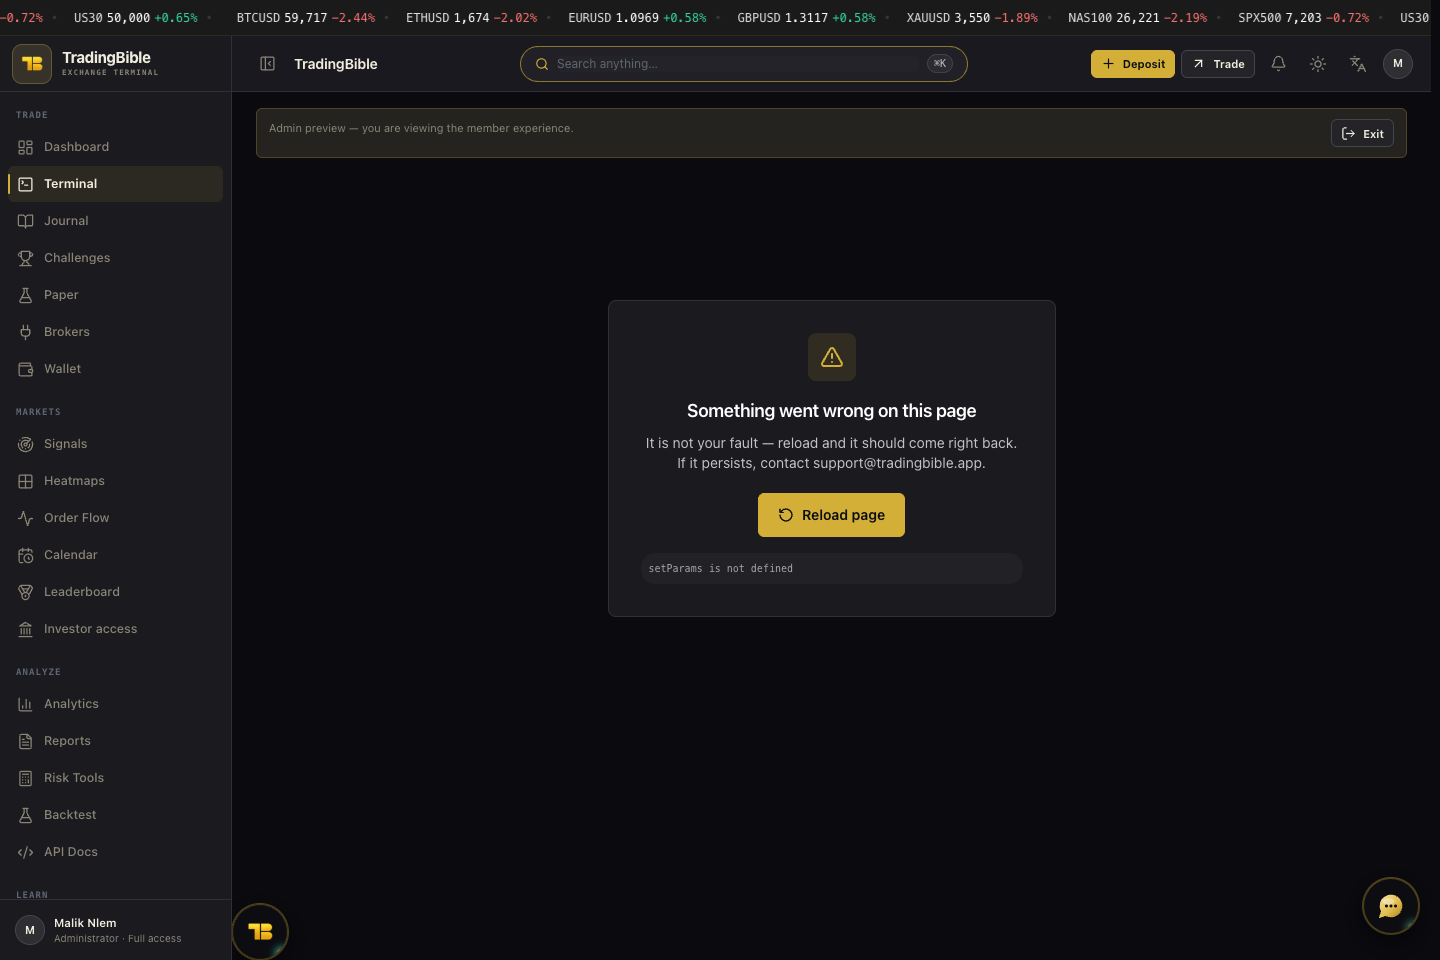 −0.72% US30 50,000 +0.65% BTCUSD 59,717 −2.44% ETHUSD 1,674 −2.02% EURUSD 1.0969 +0.58% GBPUSD 1.3117 +0.58% XAUUSD 3,550 −1.89% NAS100 26,221 −2.19% SPX500 7,203 −0.72% US30
TradingBible
EXCHANGE TERMINAL
TradingBible
Search anything...
⌘K
Deposit
Trade
M
TRADE
Dashboard
Terminal
Journal
Challenges
Paper
Brokers
Wallet
MARKETS
Signals
Heatmaps
Order Flow
Calendar
Leaderboard
Investor access
ANALYZE
Analytics
Reports
Risk Tools
Backtest
API Docs
LEARN
M
Malik Nlem
Administrator · Full access
Admin preview — you are viewing the member experience.
Exit
Something went wrong on this page
It is not your fault — reload and it should come right back.
If it persists, contact support@tradingbible.app.
Reload page
setParams is not defined